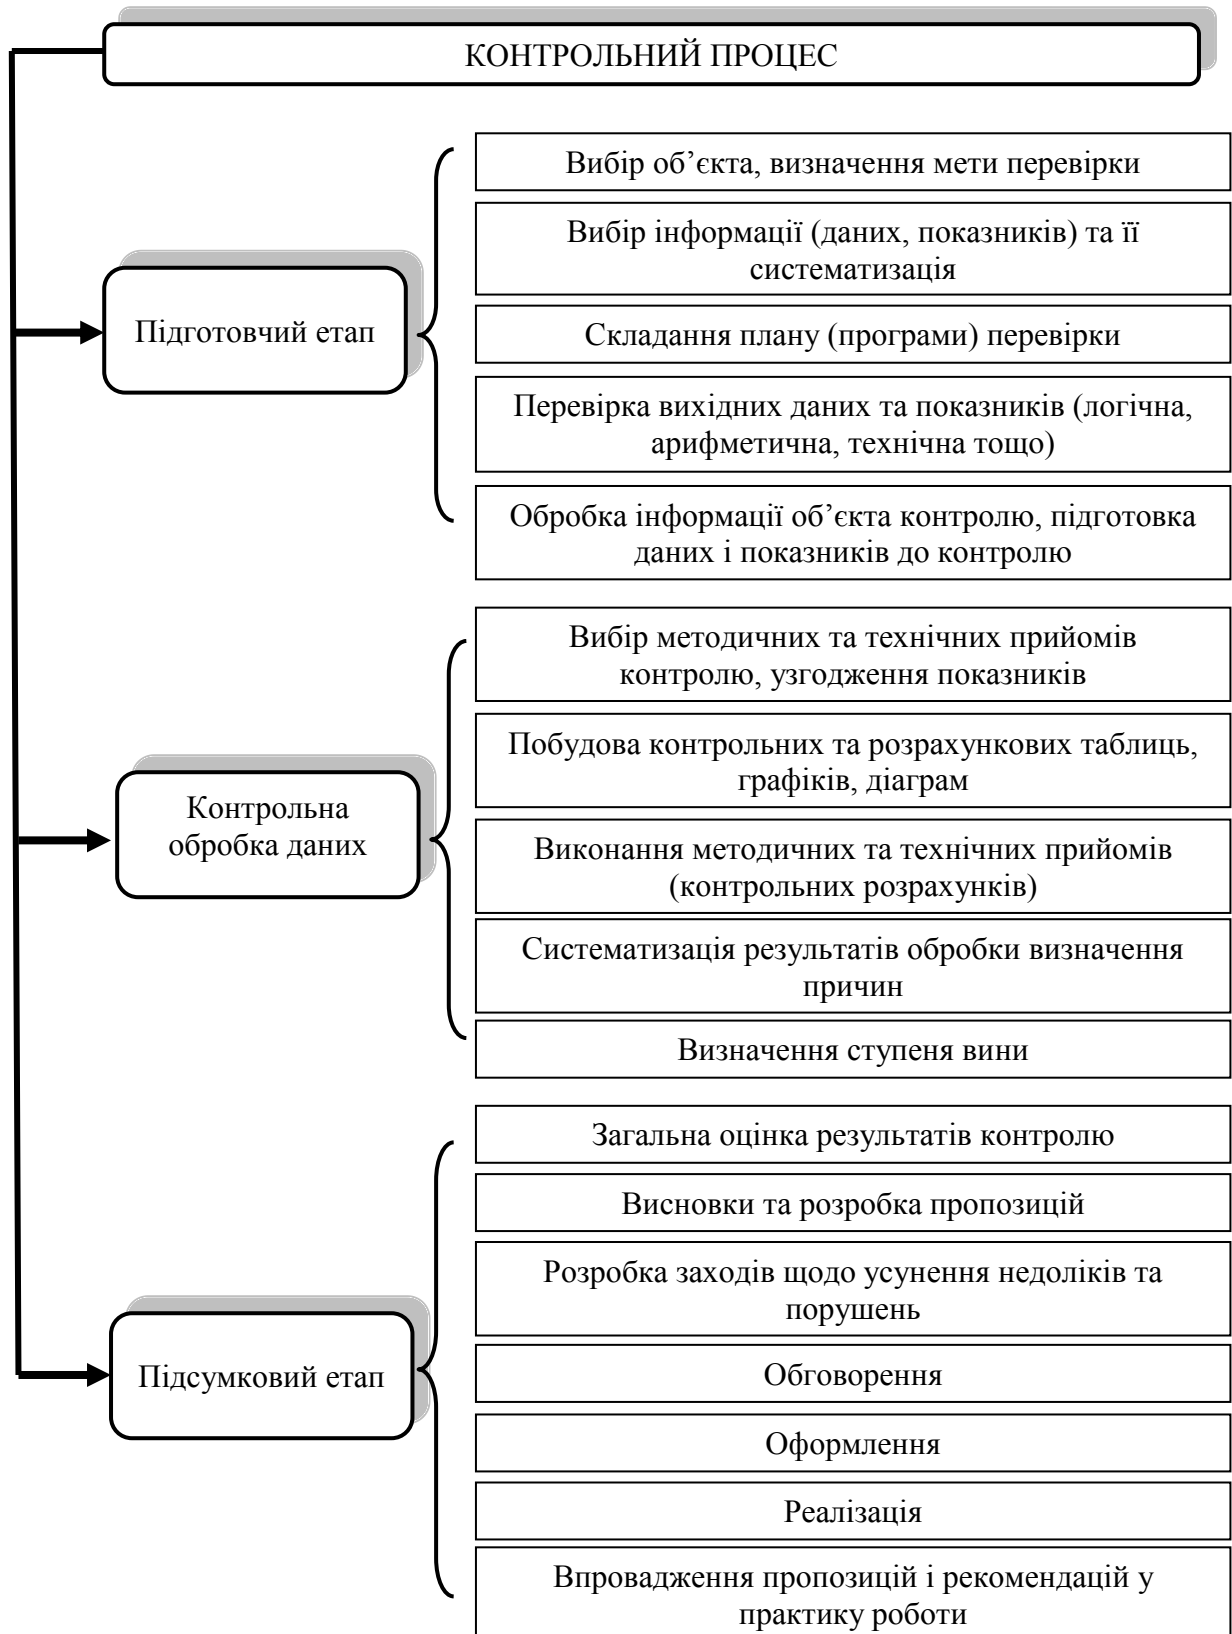 КОНТРОЛЬНИЙ ПРОЦЕС
Підготовчий етап
Вибір об’єкта, визначення мети перевірки
Вибір інформації (даних, показників) та її
систематизація
Складання плану (програми) перевірки
Перевірка вихідних даних та показників (логічна,
арифметична, технічна тощо)
Обробка інформації об’єкта контролю, підготовка
даних і показників до контролю
Контрольна
обробка даних
Вибір методичних та технічних прийомів
контролю, узгодження показників
Побудова контрольних та розрахункових таблиць,
графіків, діаграм
Виконання методичних та технічних прийомів
(контрольних розрахунків)
Систематизація результатів обробки визначення
причин
Визначення ступеня вини
Підсумковий етап
Загальна оцінка результатів контролю
Висновки та розробка пропозицій
Розробка заходів щодо усунення недоліків та
порушень
Обговорення
Оформлення
Реалізація
Впровадження пропозицій і рекомендацій у
практику роботи